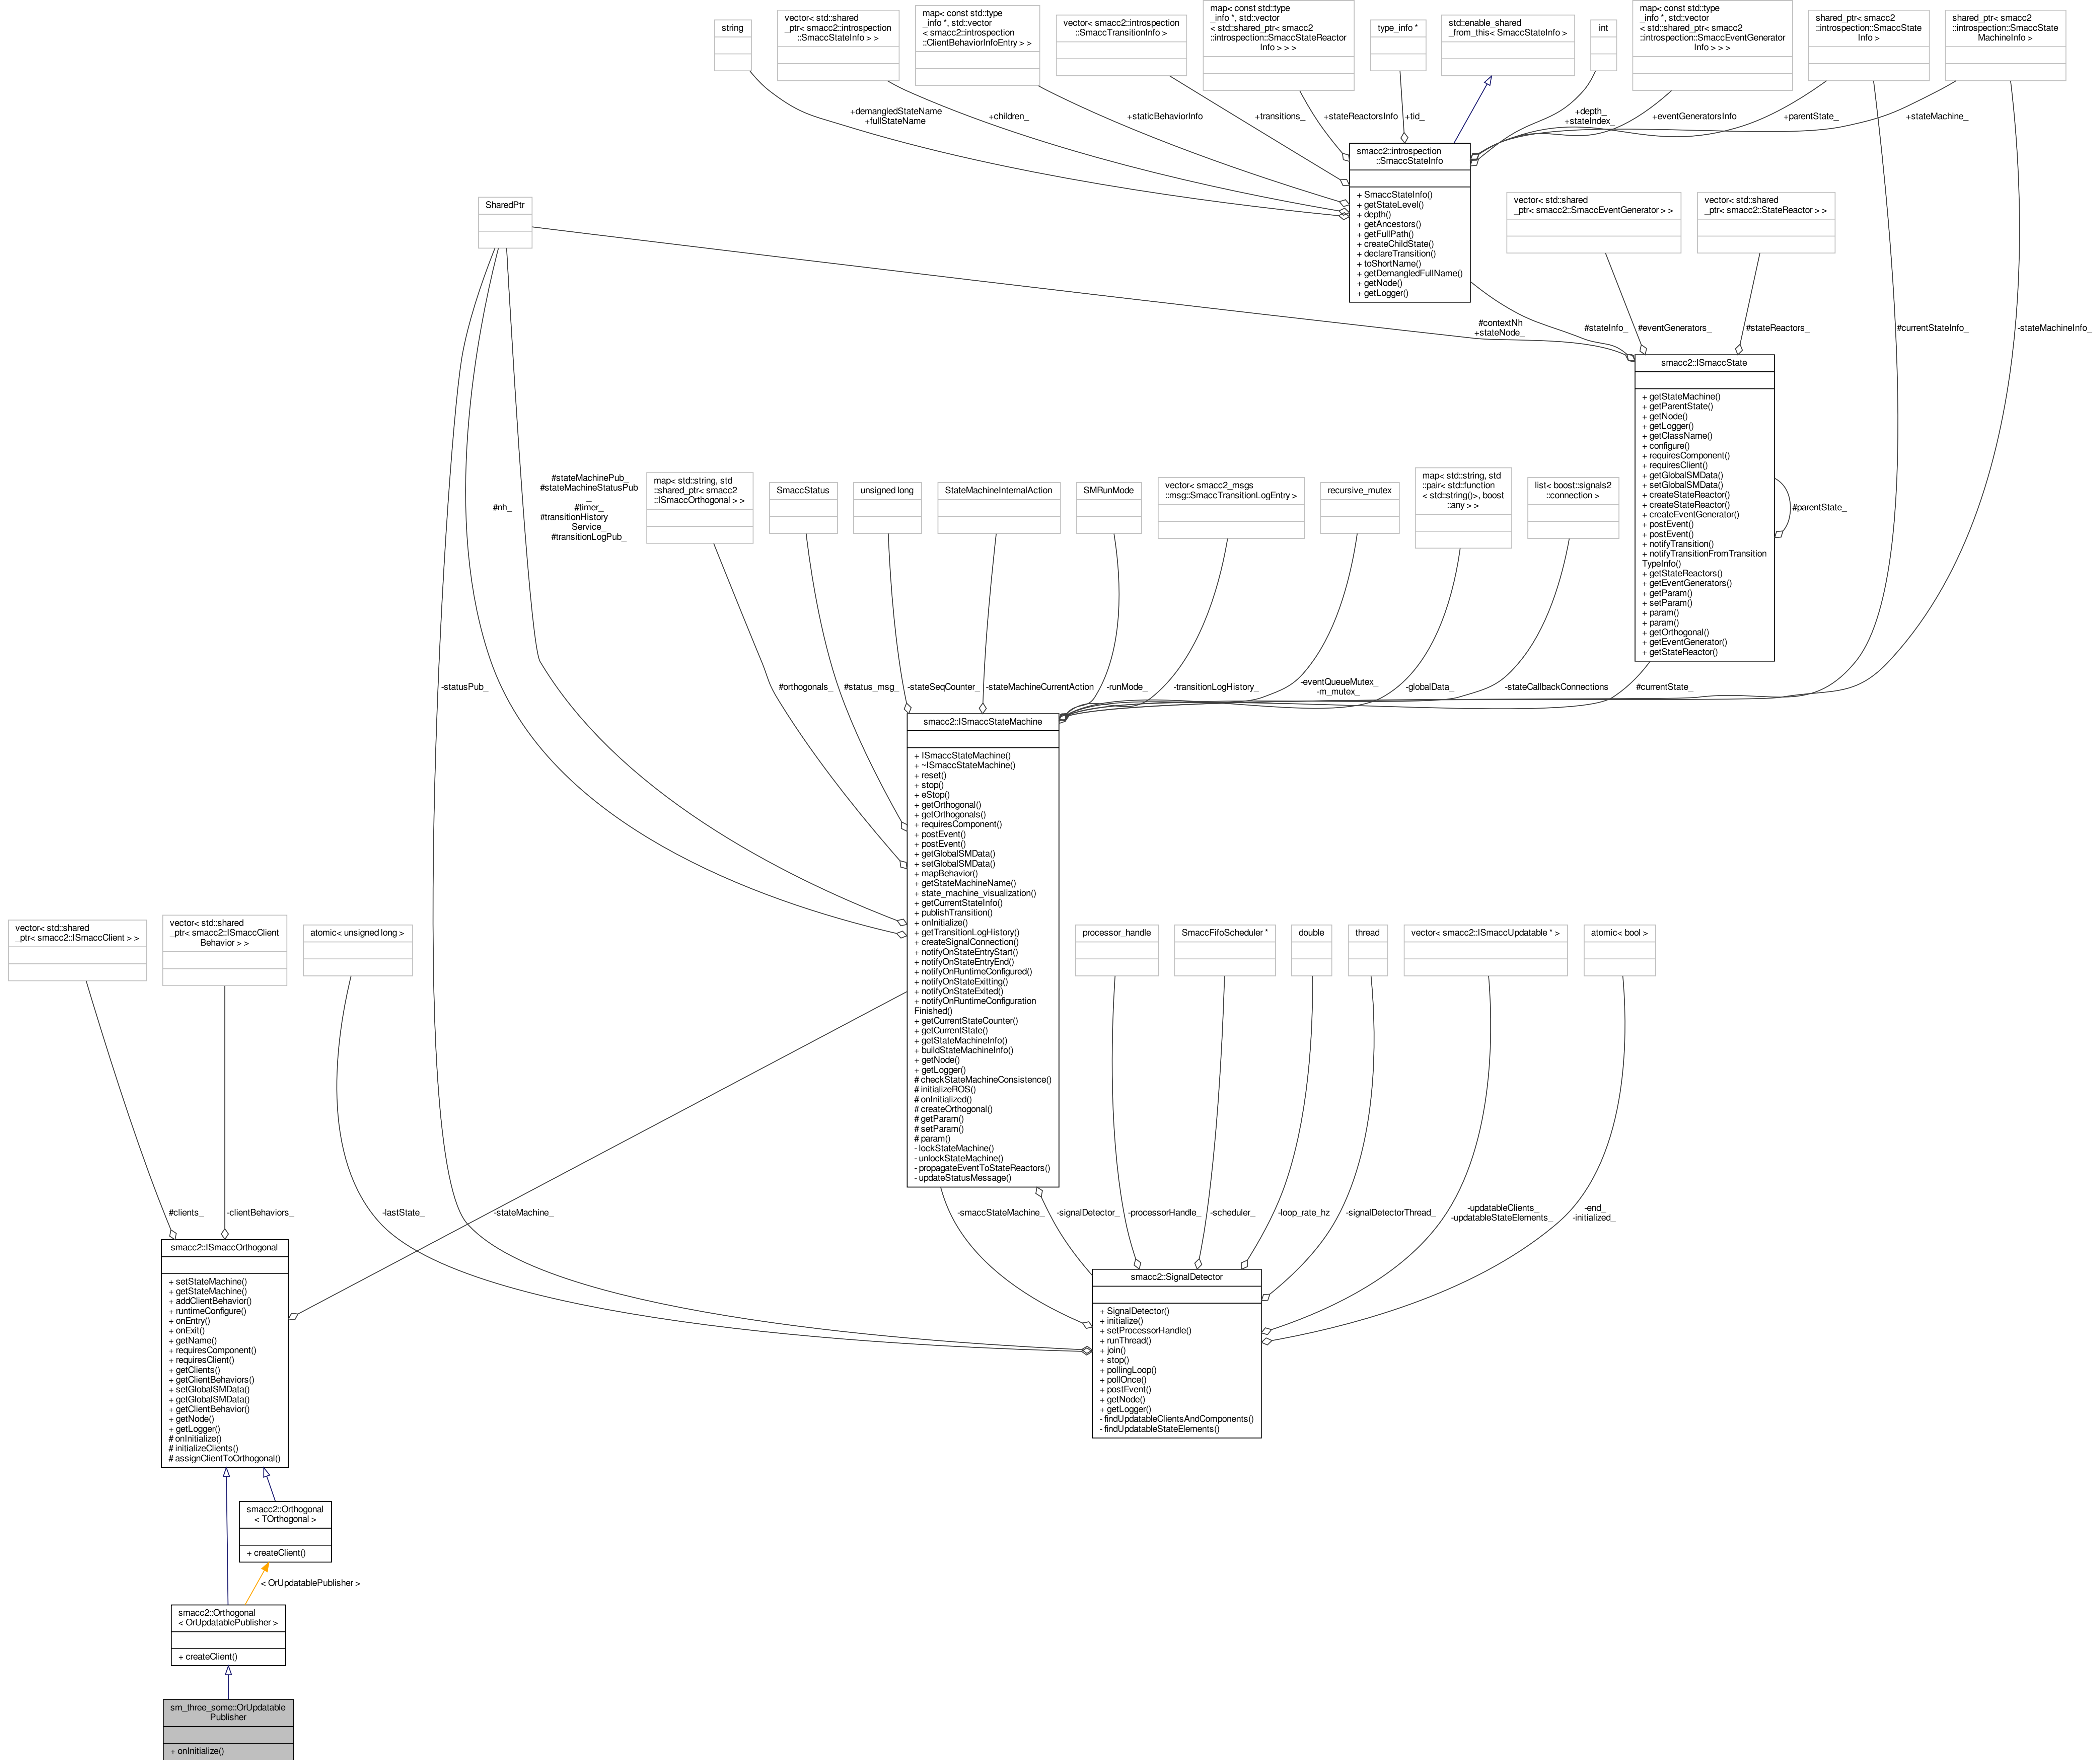 string
vector< std::shared
_ptr< smacc2::introspection
::SmaccStateInfo > >
map< const std::type
_info *, std::vector
< smacc2::introspection
::ClientBehaviorInfoEntry > >
vector< smacc2::introspection
::SmaccTransitionInfo >
map< const std::type
_info *, std::vector
< std::shared_ptr< smacc2
::introspection::SmaccStateReactor
Info > > >
type_info *
std::enable_shared
_from_this< SmaccStateInfo >
int
map< const std::type
_info *, std::vector
< std::shared_ptr< smacc2
::introspection::SmaccEventGenerator
Info > > >
shared_ptr< smacc2
::introspection::SmaccState
Info >
shared_ptr< smacc2
::introspection::SmaccState
MachineInfo >
+demangledStateName
+fullStateName
+children_
+staticBehaviorInfo
+transitions_
+stateReactorsInfo
+tid_
+depth_
+stateIndex_
+eventGeneratorsInfo
+parentState_
+stateMachine_
smacc2::introspection
::SmaccStateInfo
+ SmaccStateInfo()
+ getStateLevel()
+ depth()
+ getAncestors()
+ getFullPath()
+ createChildState()
+ declareTransition()
+ toShortName()
+ getDemangledFullName()
+ getNode()
+ getLogger()
SharedPtr
vector< std::shared
_ptr< smacc2::SmaccEventGenerator > >
vector< std::shared
_ptr< smacc2::StateReactor > >
#contextNh
+stateNode_
#stateInfo_
#eventGenerators_
#stateReactors_
#currentStateInfo_
-stateMachineInfo_
smacc2::ISmaccState
+ getStateMachine()
+ getParentState()
+ getNode()
+ getLogger()
+ getClassName()
+ configure()
+ requiresComponent()
+ requiresClient()
+ getGlobalSMData()
+ setGlobalSMData()
+ createStateReactor()
+ createStateReactor()
+ createEventGenerator()
+ postEvent()
+ postEvent()
+ notifyTransition()
+ notifyTransitionFromTransition
TypeInfo()
+ getStateReactors()
+ getEventGenerators()
+ getParam()
+ setParam()
+ param()
+ param()
+ getOrthogonal()
+ getEventGenerator()
+ getStateReactor()
#parentState_
#nh_
#stateMachinePub_
#stateMachineStatusPub
_
#timer_
#transitionHistory
Service_
#transitionLogPub_
map< std::string, std
::shared_ptr< smacc2
::ISmaccOrthogonal > >
SmaccStatus
unsigned long
StateMachineInternalAction
SMRunMode
vector< smacc2_msgs
::msg::SmaccTransitionLogEntry >
recursive_mutex
map< std::string, std
::pair< std::function
< std::string()>, boost
::any > >
list< boost::signals2
::connection >
-statusPub_
#orthogonals_
#status_msg_
-stateSeqCounter_
-stateMachineCurrentAction
-runMode_
-transitionLogHistory_
-eventQueueMutex_
-m_mutex_
-globalData_
-stateCallbackConnections
#currentState_
smacc2::ISmaccStateMachine
+ ISmaccStateMachine()
+ ~ISmaccStateMachine()
+ reset()
+ stop()
+ eStop()
+ getOrthogonal()
+ getOrthogonals()
+ requiresComponent()
+ postEvent()
+ postEvent()
+ getGlobalSMData()
+ setGlobalSMData()
+ mapBehavior()
+ getStateMachineName()
+ state_machine_visualization()
+ getCurrentStateInfo()
+ publishTransition()
+ onInitialize()
+ getTransitionLogHistory()
+ createSignalConnection()
+ notifyOnStateEntryStart()
+ notifyOnStateEntryEnd()
+ notifyOnRuntimeConfigured()
+ notifyOnStateExitting()
+ notifyOnStateExited()
+ notifyOnRuntimeConfiguration
Finished()
+ getCurrentStateCounter()
+ getCurrentState()
+ getStateMachineInfo()
+ buildStateMachineInfo()
+ getNode()
+ getLogger()
# checkStateMachineConsistence()
# initializeROS()
# onInitialized()
# createOrthogonal()
# getParam()
# setParam()
# param()
- lockStateMachine()
- unlockStateMachine()
- propagateEventToStateReactors()
- updateStatusMessage()
vector< std::shared
_ptr< smacc2::ISmaccClient > >
vector< std::shared
_ptr< smacc2::ISmaccClient
Behavior > >
atomic< unsigned long >
processor_handle
SmaccFifoScheduler *
double
thread
vector< smacc2::ISmaccUpdatable * >
atomic< bool >
#clients_
-clientBehaviors_
-lastState_
-stateMachine_
-smaccStateMachine_
-signalDetector_
-processorHandle_
-scheduler_
-loop_rate_hz
-signalDetectorThread_
-updatableClients_
-updatableStateElements_
-end_
-initialized_
smacc2::ISmaccOrthogonal
+ setStateMachine()
+ getStateMachine()
+ addClientBehavior()
+ runtimeConfigure()
+ onEntry()
+ onExit()
+ getName()
+ requiresComponent()
+ requiresClient()
+ getClients()
+ getClientBehaviors()
+ setGlobalSMData()
+ getGlobalSMData()
+ getClientBehavior()
+ getNode()
+ getLogger()
# onInitialize()
# initializeClients()
# assignClientToOrthogonal()
smacc2::SignalDetector
+ SignalDetector()
+ initialize()
+ setProcessorHandle()
+ runThread()
+ join()
+ stop()
+ pollingLoop()
+ pollOnce()
+ postEvent()
+ getNode()
+ getLogger()
- findUpdatableClientsAndComponents()
- findUpdatableStateElements()
smacc2::Orthogonal
< TOrthogonal >
+ createClient()
< OrUpdatablePublisher >
smacc2::Orthogonal
< OrUpdatablePublisher >
+ createClient()
sm_three_some::OrUpdatable
Publisher
+ onInitialize()